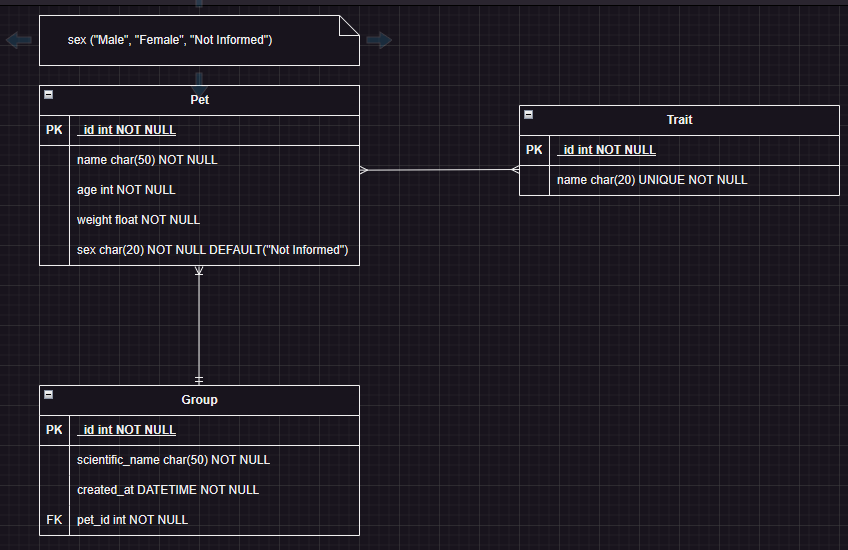 sex ("Male", "Female", "Not Informed")
Pet
PK _id int NOT NULL
name char(50) NOT NULL
age int NOT NULL
weight float NOT NULL
sex char(20) NOT NULL DEFAULT("Not Informed")
Trait
PK _id int NOT NULL
name char(20) UNIQUE NOT NULL
Group
PK _id int NOT NULL
scientific_name char(50) NOT NULL
created_at DATETIME NOT NULL
FK pet_id int NOT NULL